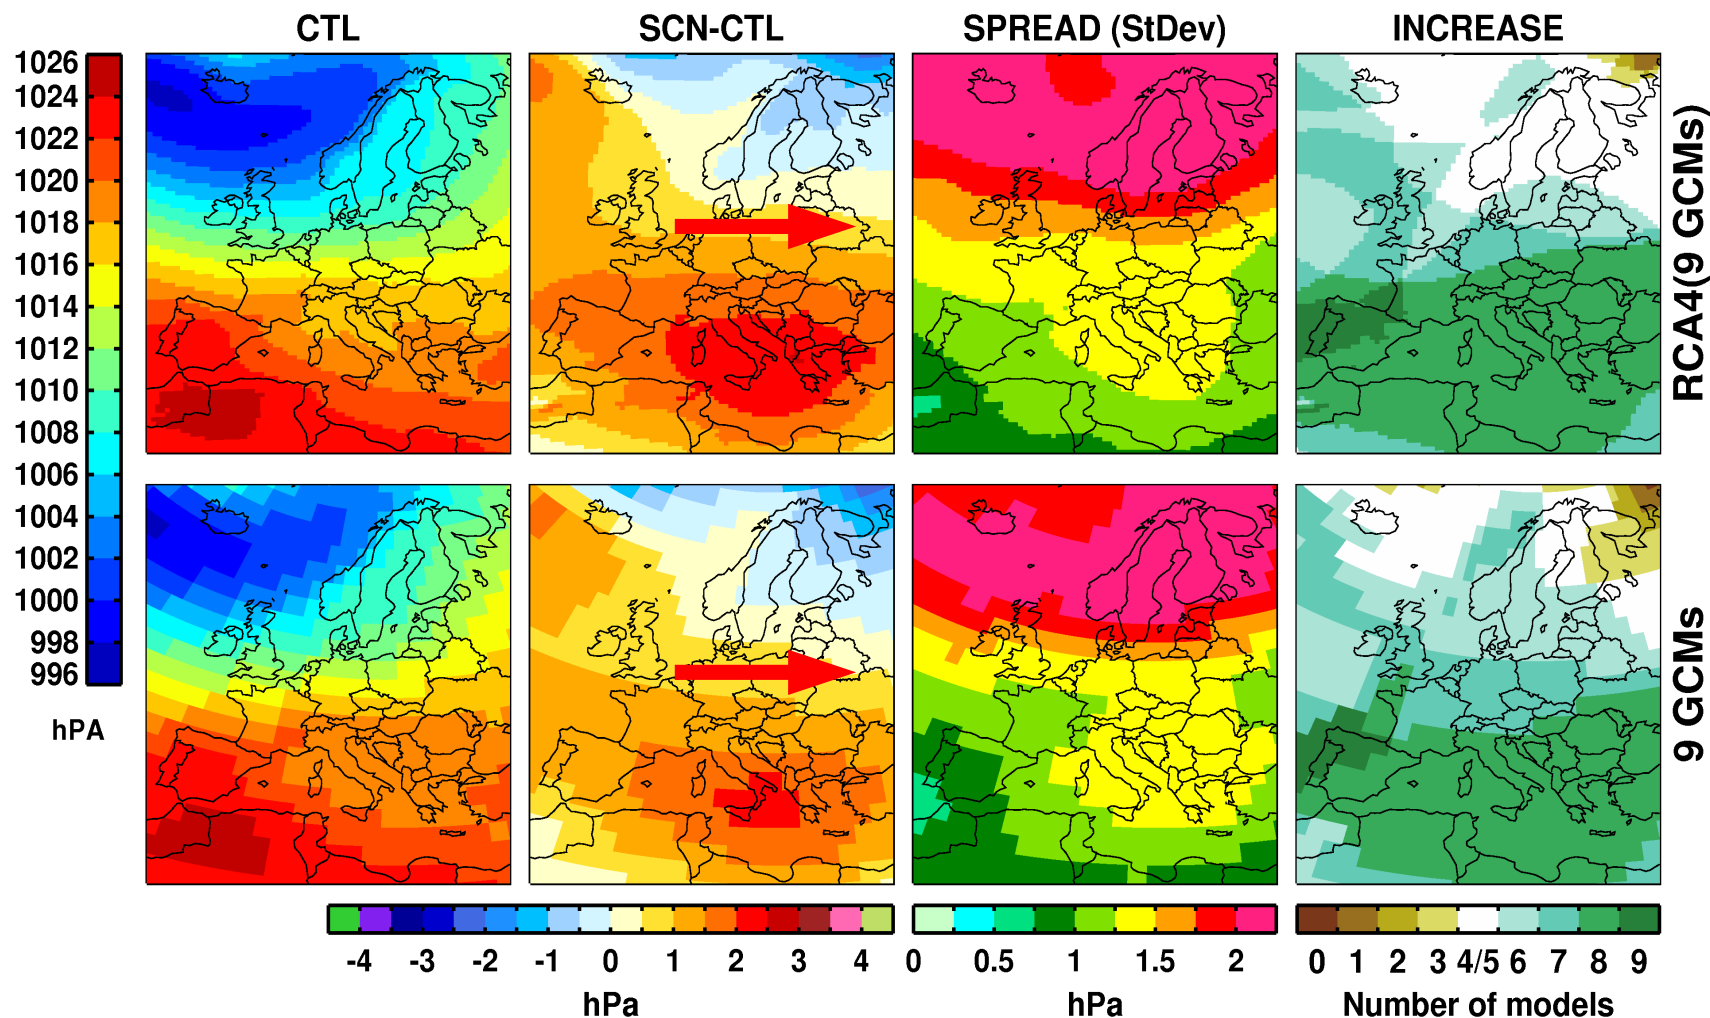 CTL
SCN-CTL
SPREAD (StDev)
INCREASE
1026
1024
1022
1020
1018
1016
1014
1012
1010
1008
1006
1004
1002
1000
998
996
hPA
RCA4(9 GCMs)
9 GCMs
-4 -3 -2 -1 0 1 2 3 4
hPa
0 0.5 1 1.5 2
hPa
0 1 2 3 4/5 6 7 8 9
Number of models